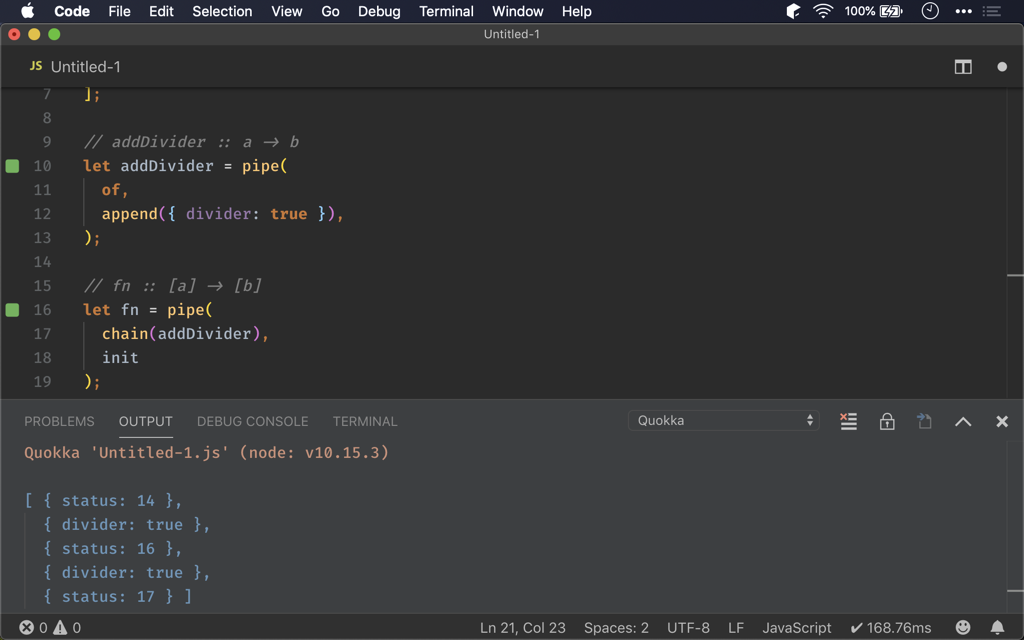 Code File Edit Selection View Go Debug Terminal Window Help 100%
Untitled-1
JS Untitled-1
7 ];
8
9 // addDivider :: a → b
10 let addDivider = pipe(
11 of,
12 append({ divider: true }),
13 );
14
15 // fn :: [a] → [b]
16 let fn = pipe(
17 chain(addDivider),
18 init
19 );
PROBLEMS OUTPUT DEBUG CONSOLE TERMINAL Quokka
Quokka 'Untitled-1.js' (node: v10.15.3)
[ { status: 14 },
{ divider: true },
{ status: 16 },
{ divider: true },
{ status: 17 } ]
0 0 Ln 21, Col 23 Spaces: 2 UTF-8 LF JavaScript ✔ 168.76ms